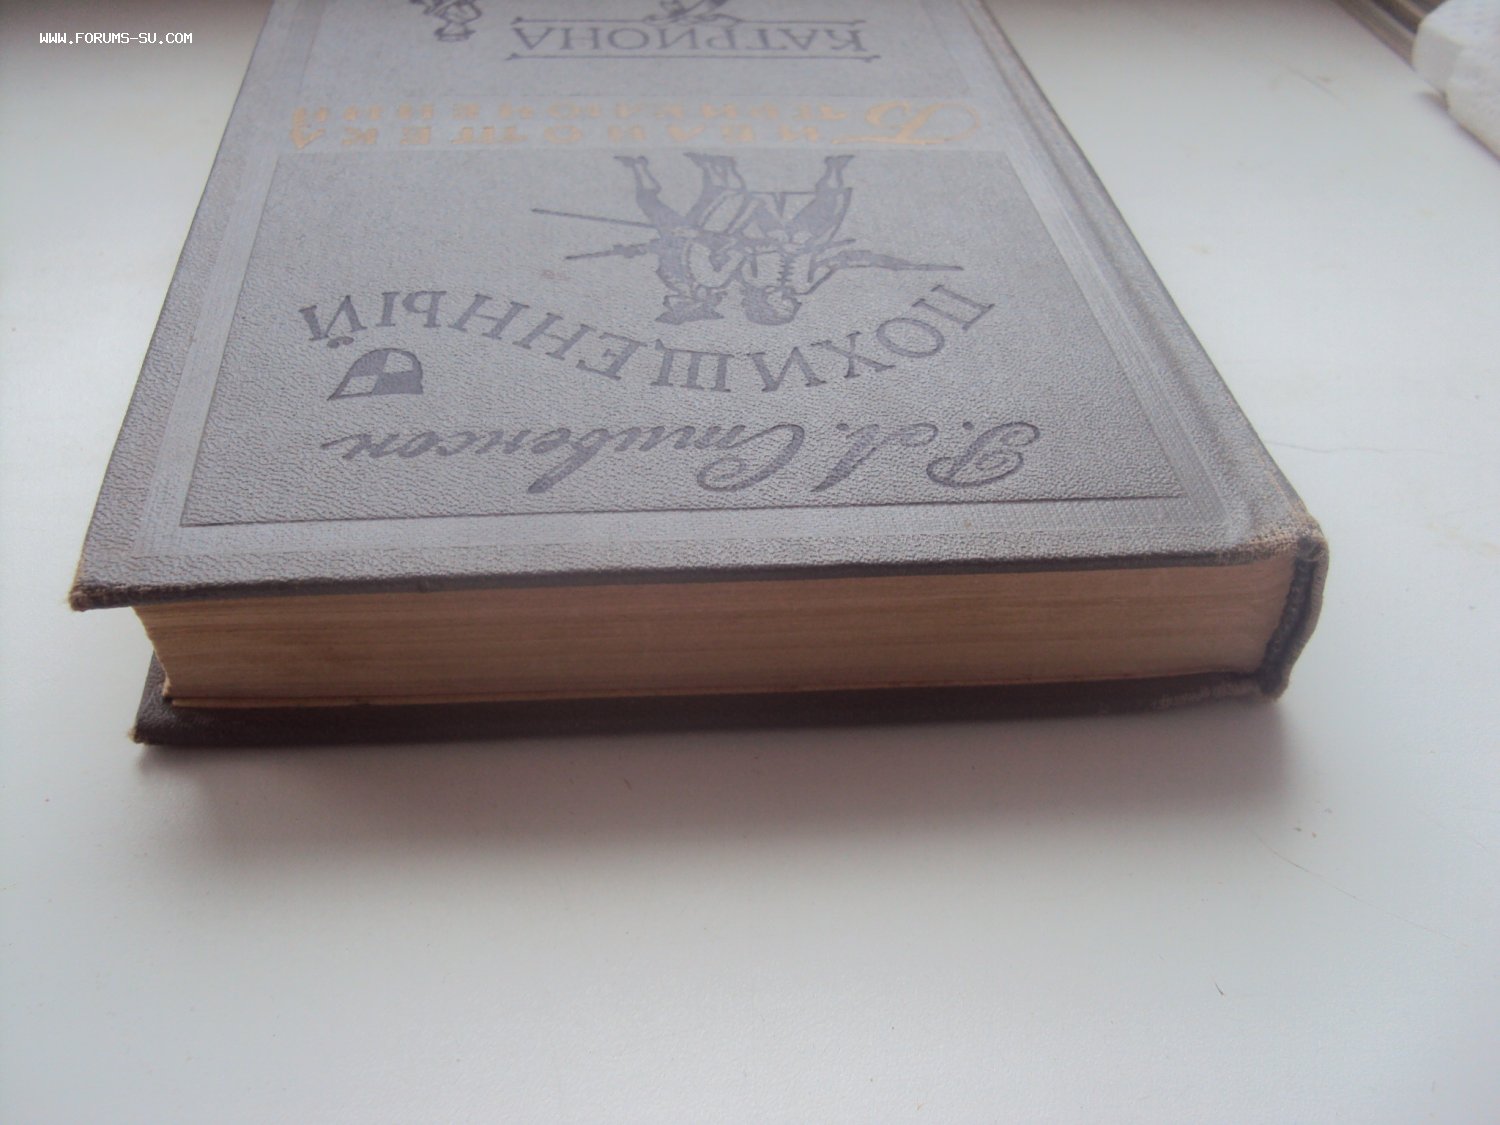 WWW.FORUMS-SU.COM
Р. Л. Стивенсон
ПОХИЩЕННЫЙ
БИБЛИОТЕКА
ПРИКЛЮЧЕНИЙ
КАТРИОНА